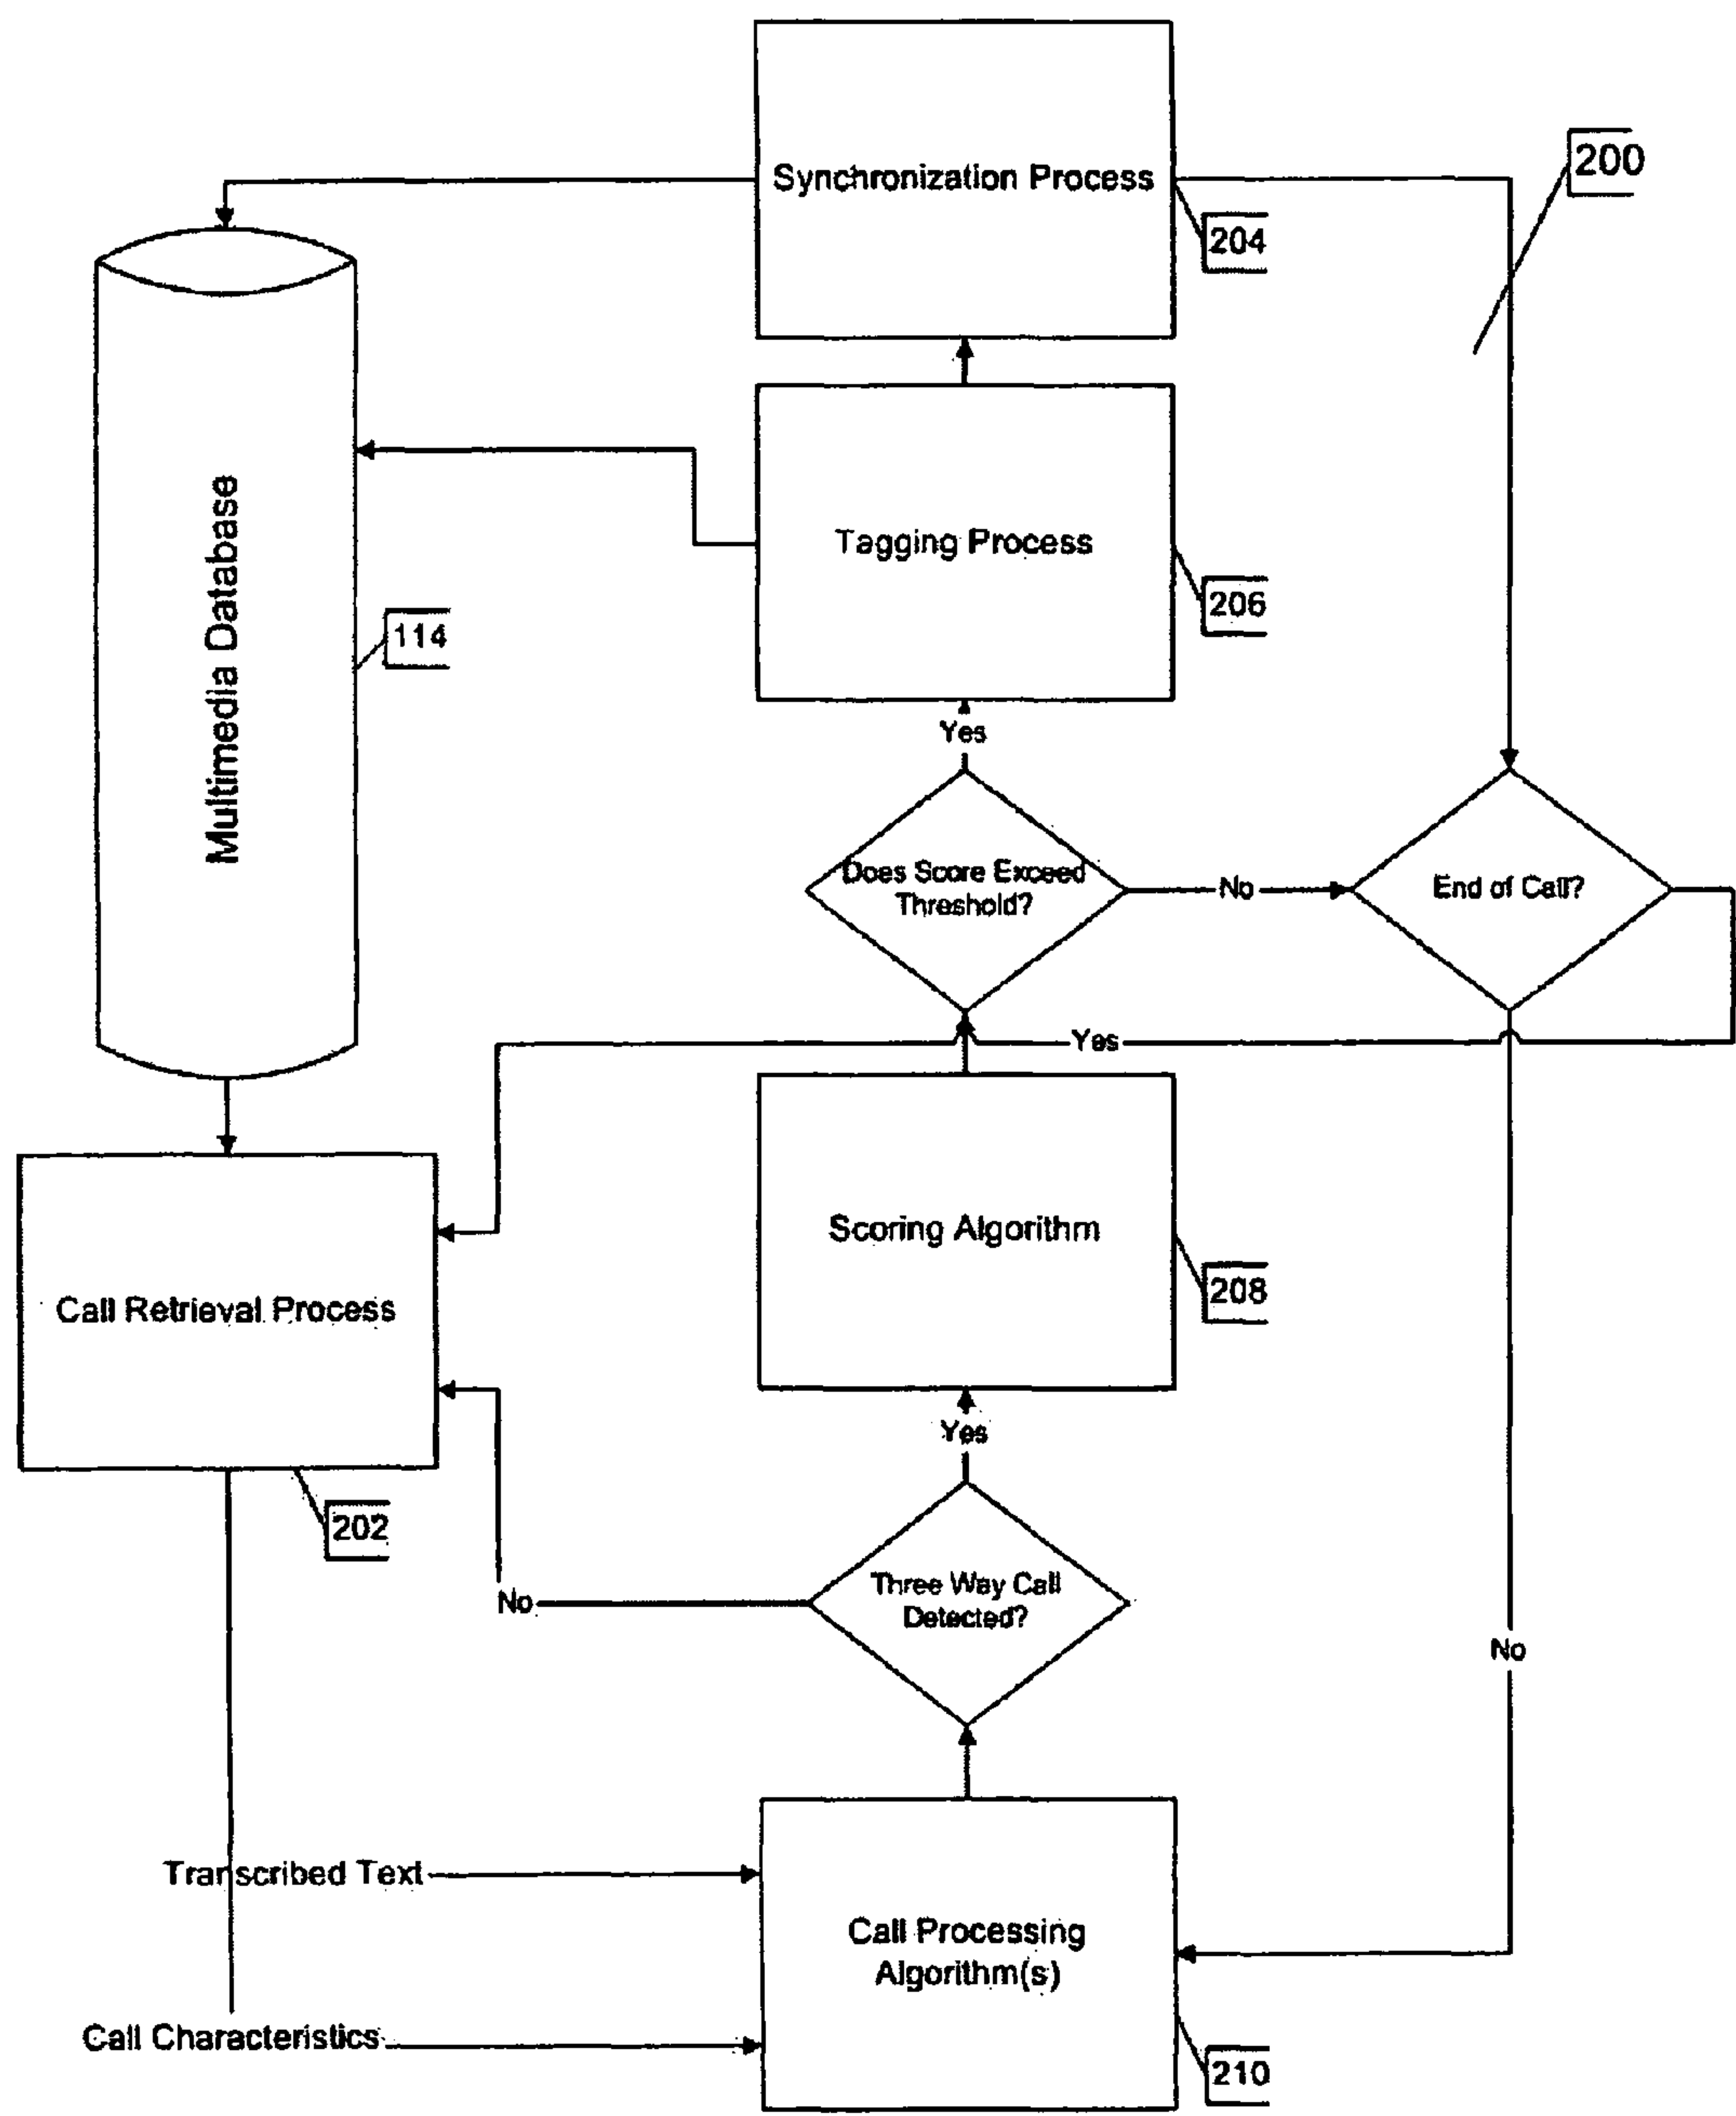 Synchronization Process
200
204
Multimedia Database
114
Tagging Process
206
Yes
Does Score Exceed
Threshold?
No
End of Call?
Yes
Scoring Algorithm
208
Call Retrieval Process
202
Yes
Three Way Call
Detected?
No
No
Transcribed Text
Call Processing
Algorithm(s)
Call Characteristics
210